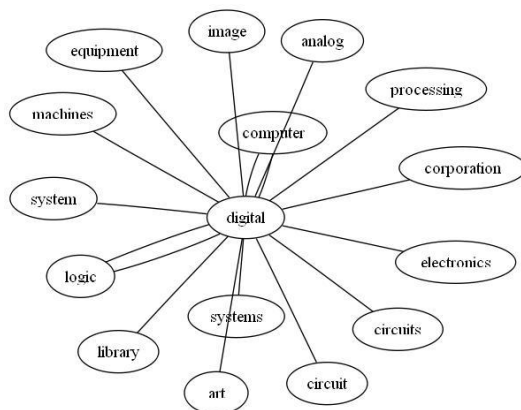 image
analog
equipment
processing
machines
computer
corporation
system
digital
electronics
logic
systems
circuits
library
circuit
art